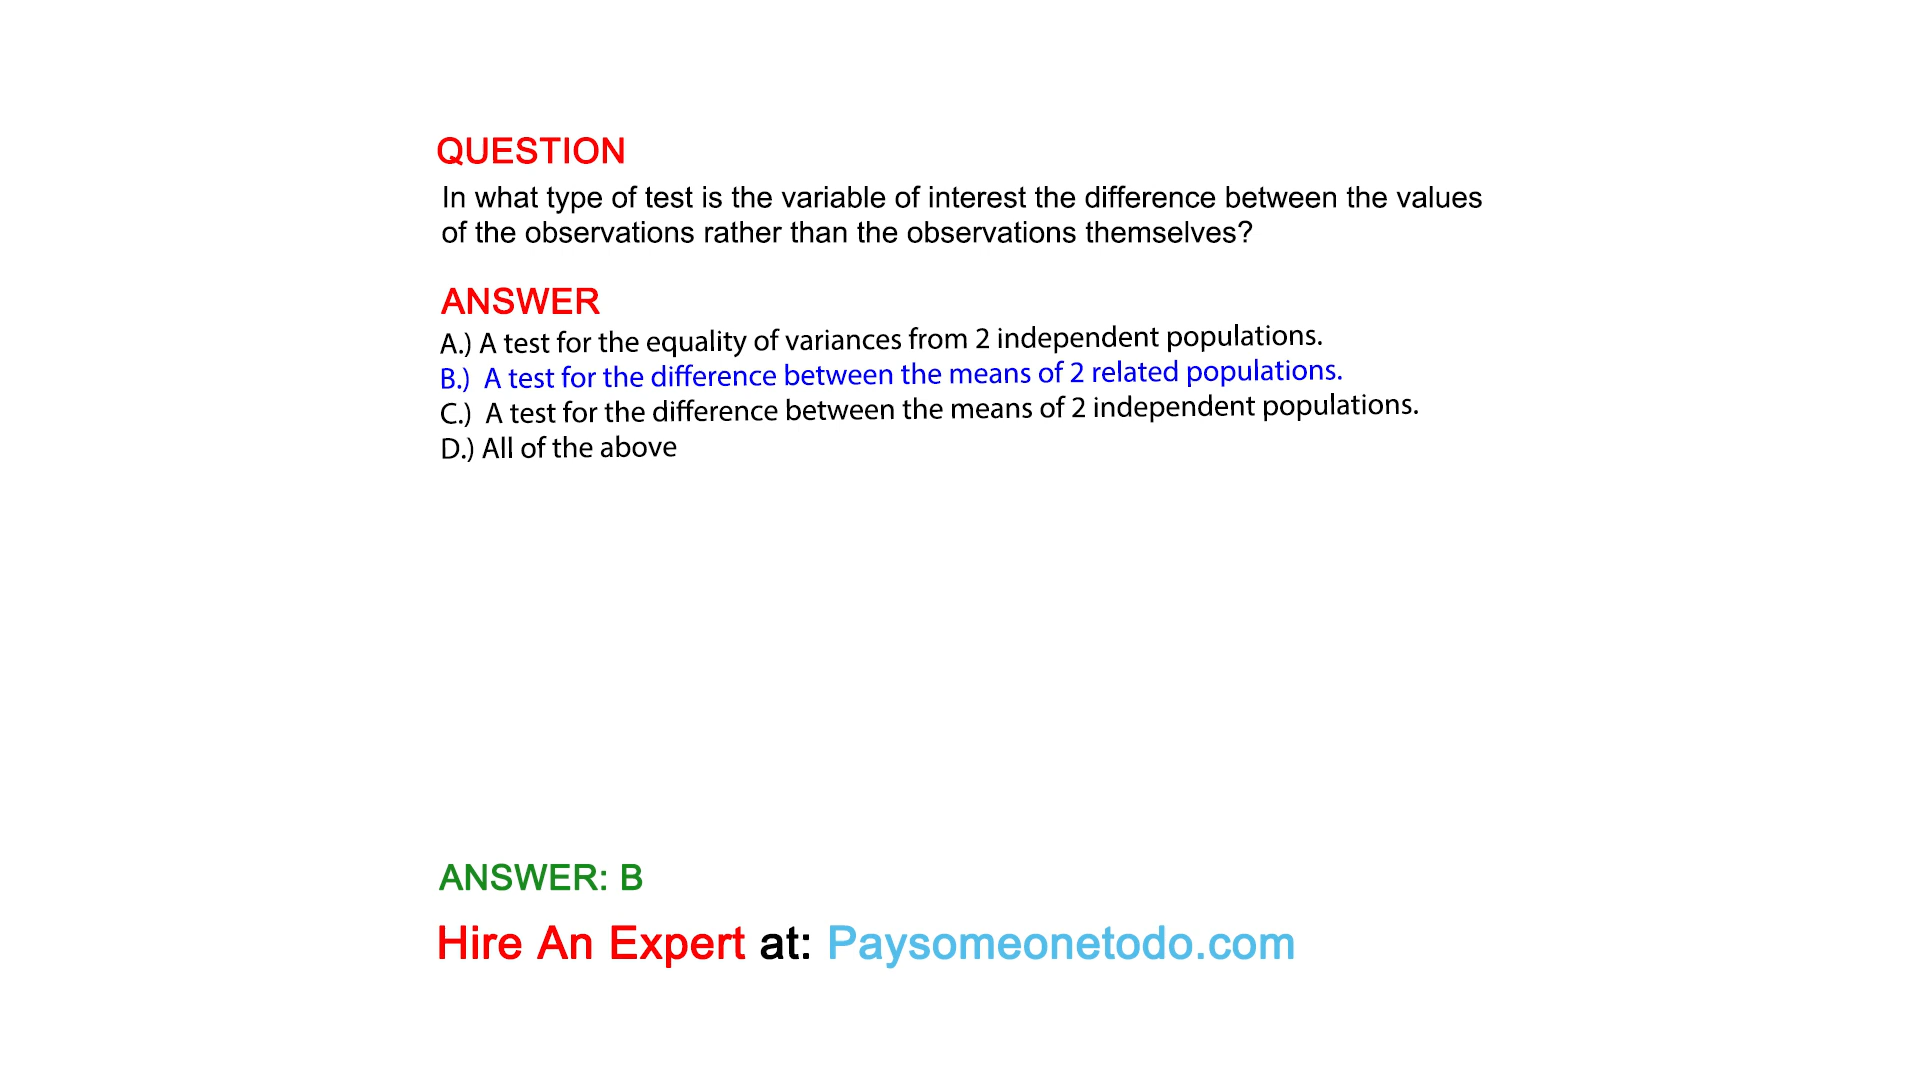 QUESTION
In what type of test is the variable of interest the difference between the values
of the observations rather than the observations themselves?
ANSWER
A.) A test for the equality of variances from 2 independent populations.
B.) A test for the difference between the means of 2 related populations.
C.) A test for the difference between the means of 2 independent populations.
D.) All of the above
ANSWER: B
Hire An Expert at: Paysomeonetodo.com